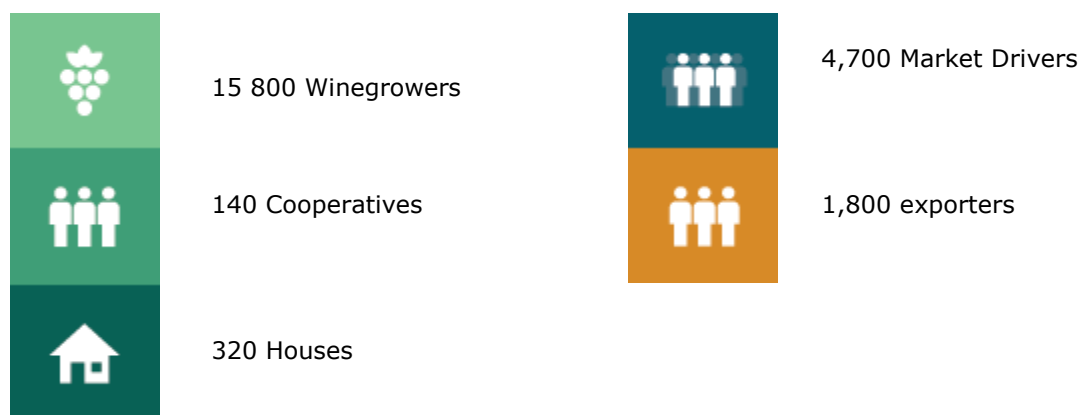 15 800 Winegrowers
140 Cooperatives
320 Houses
4,700 Market Drivers
1,800 exporters